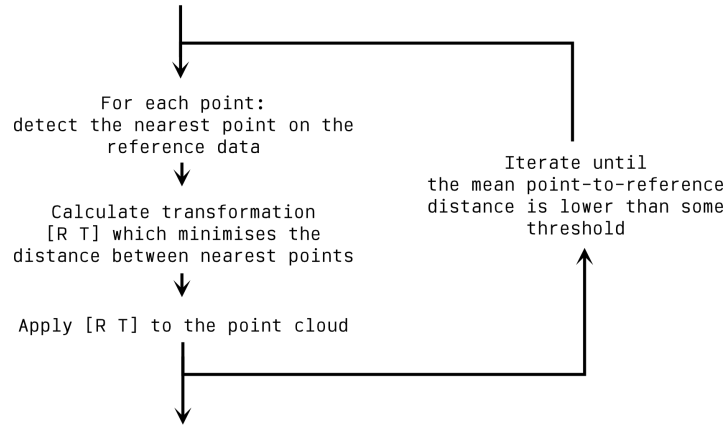 For each point:
detect the nearest point on the
reference data
Calculate transformation
[R T] which minimises the
distance between nearest points
Apply [R T] to the point cloud
Iterate until
the mean point-to-reference
distance is lower than some
threshold